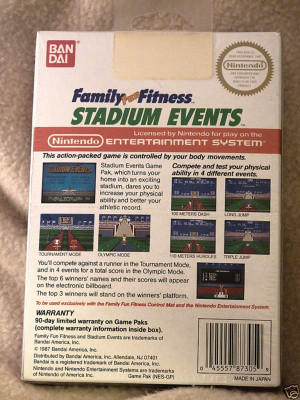 BAN
DAI
Nintendo
Family Fun Fitness
STADIUM EVENTS
Licensed by Nintendo for play on the
Nintendo ENTERTAINMENT SYSTEM
This action-packed game is controlled by your body movements.
Stadium Events Game
Pak, which turns your
home into an exciting
stadium, dares you to
increase your physical
ability and better your
athletic record.
Compete and test your physical
ability in 4 different events.
100 METERS DASH
LONG JUMP
TOURNAMENT MODE
OLYMPIC MODE
110 METERS HURDLES
TRIPLE JUMP
You'll compete against a runner in the Tournament Mode,
and in 4 events for a total score in the Olympic Mode.
The top 6 winners' names and their scores will appear
on the electronic billboard.
The top 3 winners will stand on the winners' platform.
To be used exclusively with the Family Fun Fitness Control Mat and the Nintendo Entertainment System.
WARRANTY
90-day limited warranty on Game Paks
(complete warranty information inside box).
Family Fun Fitness and Stadium Events are trademarks of
Bandai America, Inc.
© 1987 Bandai America, Inc.
Distributed by Bandai America, Inc. Allendale, NJ 07401
Bandai is a registered trademark of Bandai America, Inc.
Nintendo and Nintendo Entertainment Systems are trademarks
of Nintendo of America Inc.
Game Pak (NES-GP)
0 45557 87305 9
MADE IN JAPAN